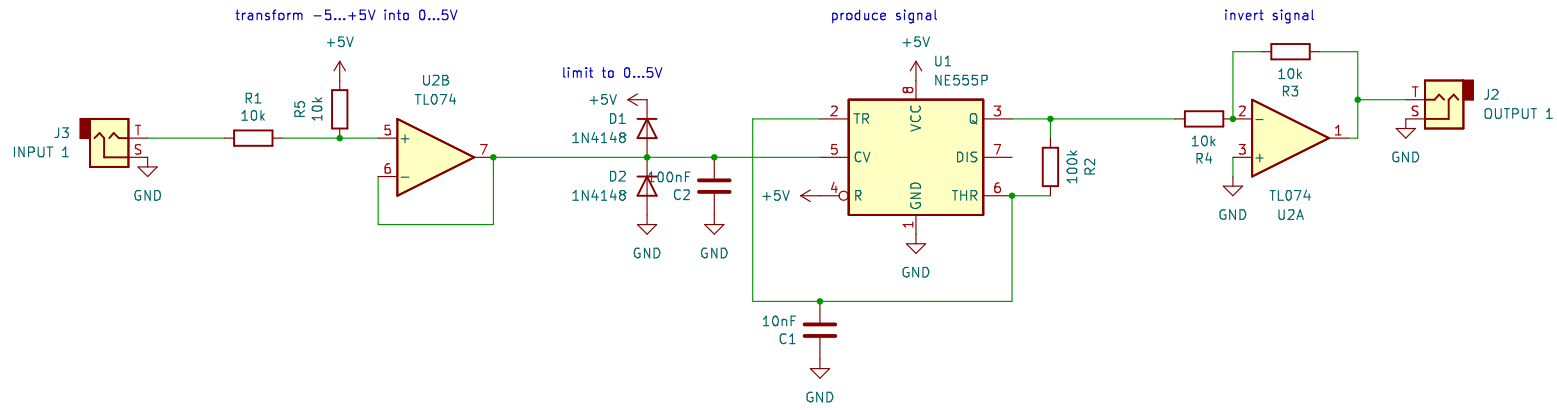 transform -5...+5V into 0...5V
produce signal
invert signal
+5V
+5V
U1
NE555P
limit to 0...5V
U2B
TL074
R1
10k
R5
10k
+5V
D1
1N4148
8
VCC
10k
R3
J3
INPUT 1
T
S
GND
5
+
6
-
7
D2
1N4148
100nF
C2
GND
GND
2
TR
5
CV
+5V
4
R
Q
3
DIS
7
THR
6
GND
1
GND
100k
R2
10k
R4
2
-
3
+
1
GND
TL074
U2A
J2
OUTPUT 1
T
S
GND
10nF
C1
GND